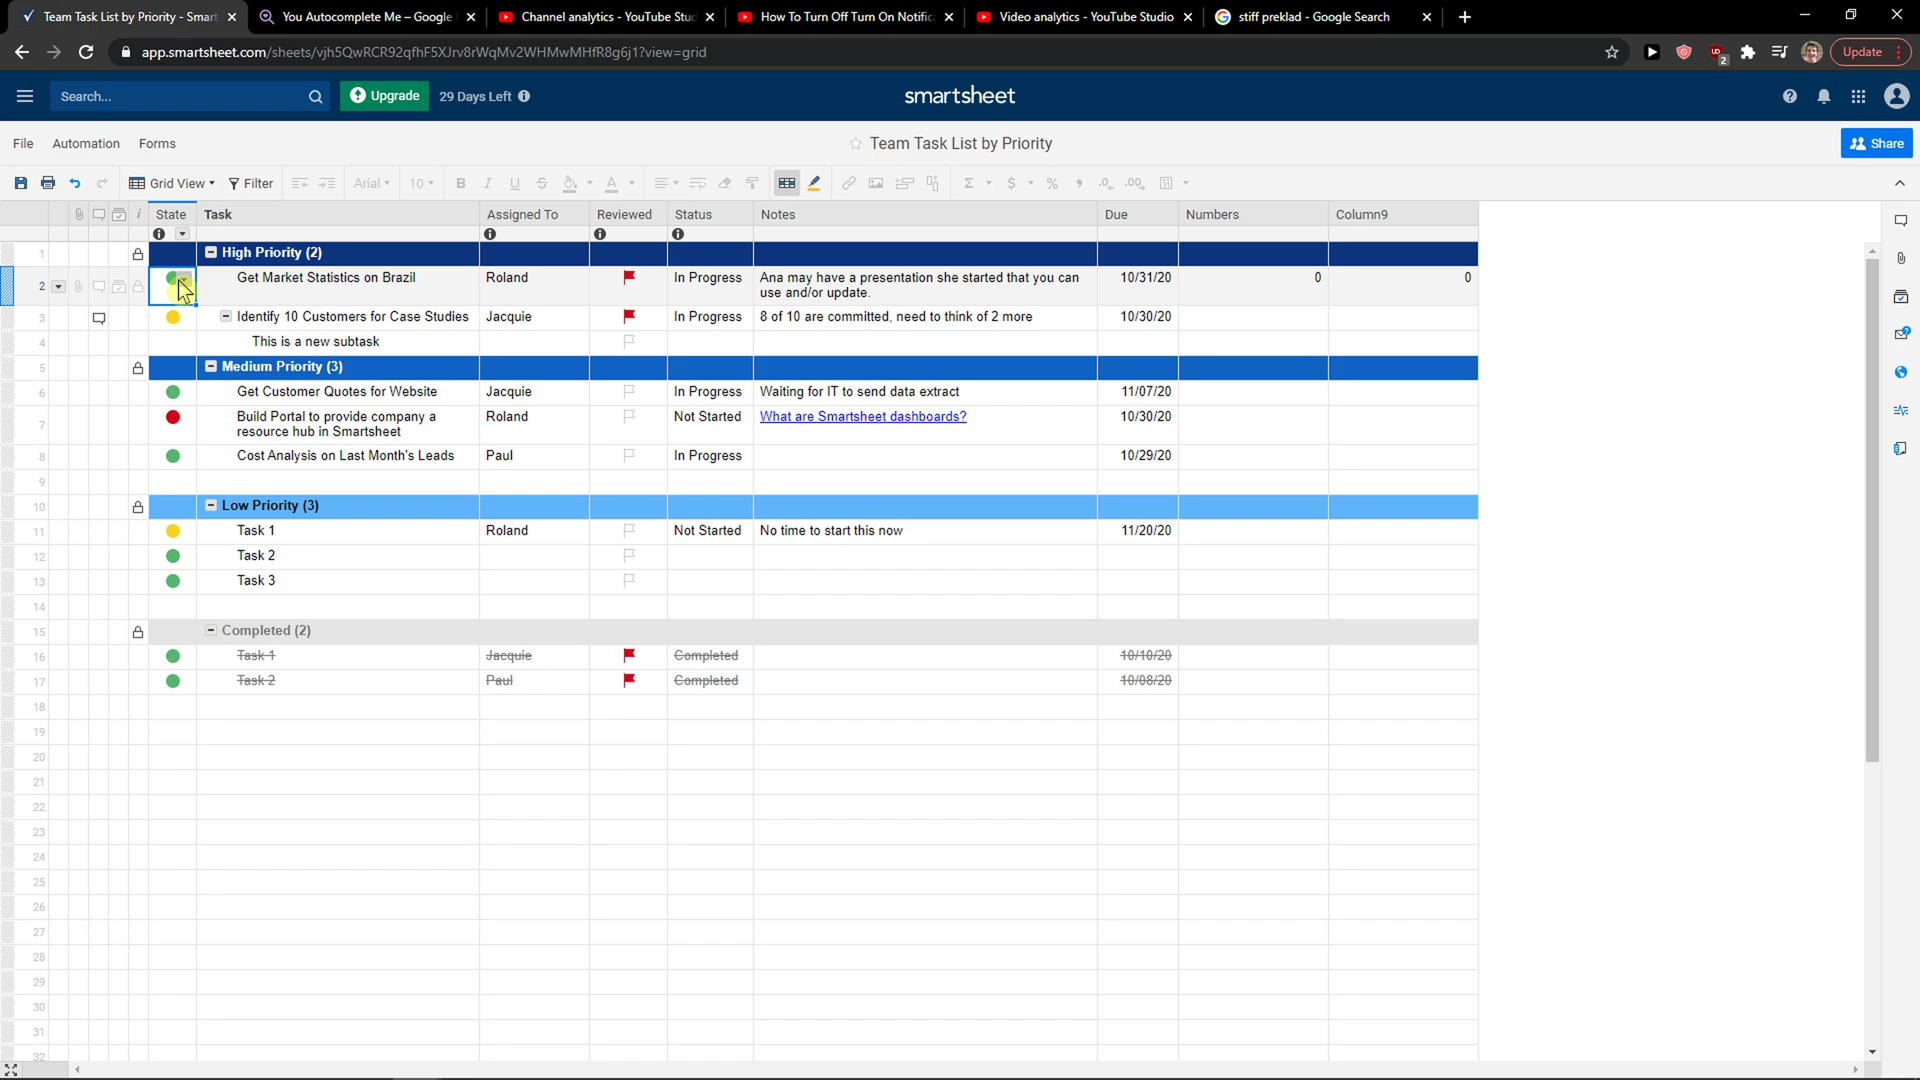 Team Task List by Priority - Smart
You Autocomplete Me – Google
Channel analytics - YouTube Stud
How To Turn Off Turn On Notific
Video analytics - YouTube Studio
stiff preklad - Google Search
app.smartsheet.com/sheets/vjh5QwRCR92qfhF5XJrv8rWqMv2WHMwMHfR8g6j1?view=grid
2
Update
Search...
Upgrade
29 Days Left
smartsheet
File
Automation
Forms
Team Task List by Priority
Share
Grid View
Filter
Arial
10
B I U S
A
Σ $ % , .0 .00
State Task Assigned To Reviewed Status Notes Due Numbers Column9
1 High Priority (2)
2 Get Market Statistics on Brazil Roland In Progress Ana may have a presentation she started that you can 10/31/20 0 0
use and/or update.
3 Identify 10 Customers for Case Studies Jacquie In Progress 8 of 10 are committed, need to think of 2 more 10/30/20
4 This is a new subtask
5 Medium Priority (3)
6 Get Customer Quotes for Website Jacquie In Progress Waiting for IT to send data extract 11/07/20
7 Build Portal to provide company a Roland Not Started What are Smartsheet dashboards? 10/30/20
resource hub in Smartsheet
8 Cost Analysis on Last Month's Leads Paul In Progress 10/29/20
9
10 Low Priority (3)
11 Task 1 Roland Not Started No time to start this now 11/20/20
12 Task 2
13 Task 3
14
15 Completed (2)
16 Task 1 Jacquie Completed 10/10/20
17 Task 2 Paul Completed 10/08/20
18
19
20
21
22
23
24
25
26
27
28
29
30
31
32